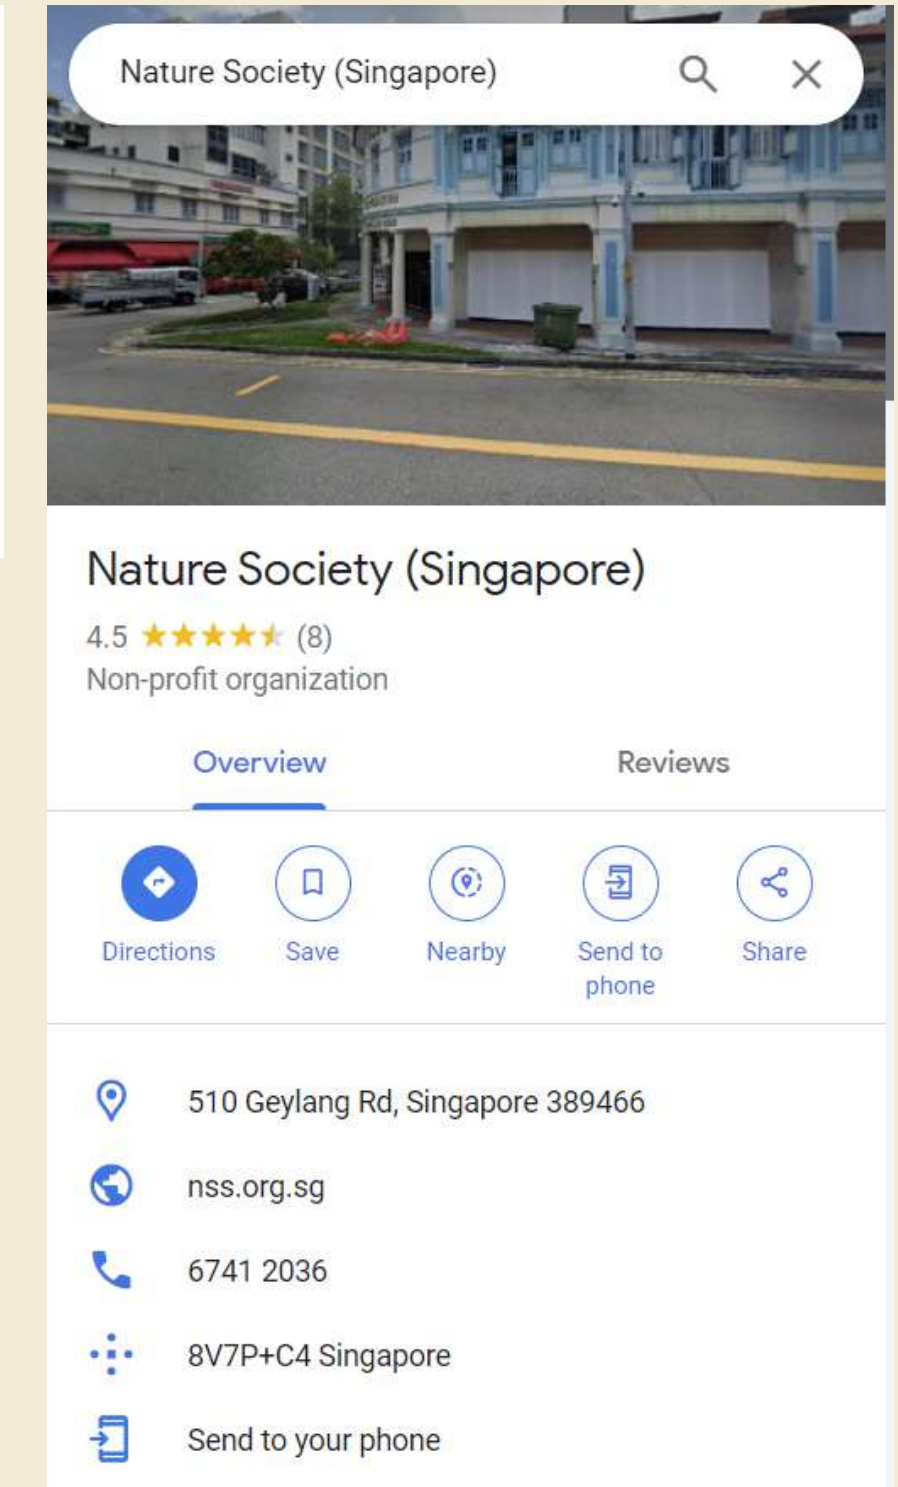 Nature Society (Singapore)
Nature Society (Singapore)
4.5 (8)
Non-profit organization
Overview Reviews
Directions Save Nearby Send to phone Share
510 Geylang Rd, Singapore 389466
nss.org.sg
6741 2036
8V7P+C4 Singapore
Send to your phone